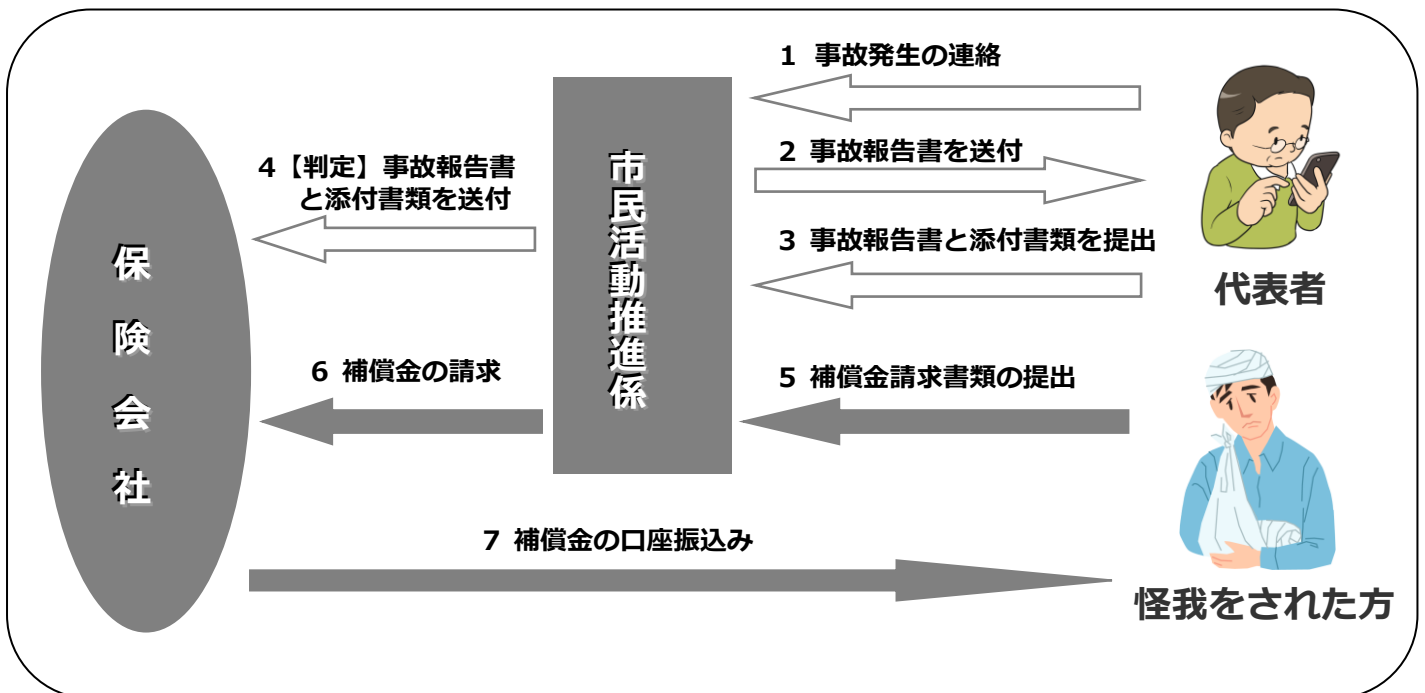 1 事故発生の連絡
2 事故報告書を送付
3 事故報告書と添付書類を提出
代表者
4【判定】事故報告書
と添付書類を送付
市民活動推進係
保険会社
5 補償金請求書類の提出
6 補償金の請求
7 補償金の口座振込み
怪我をされた方